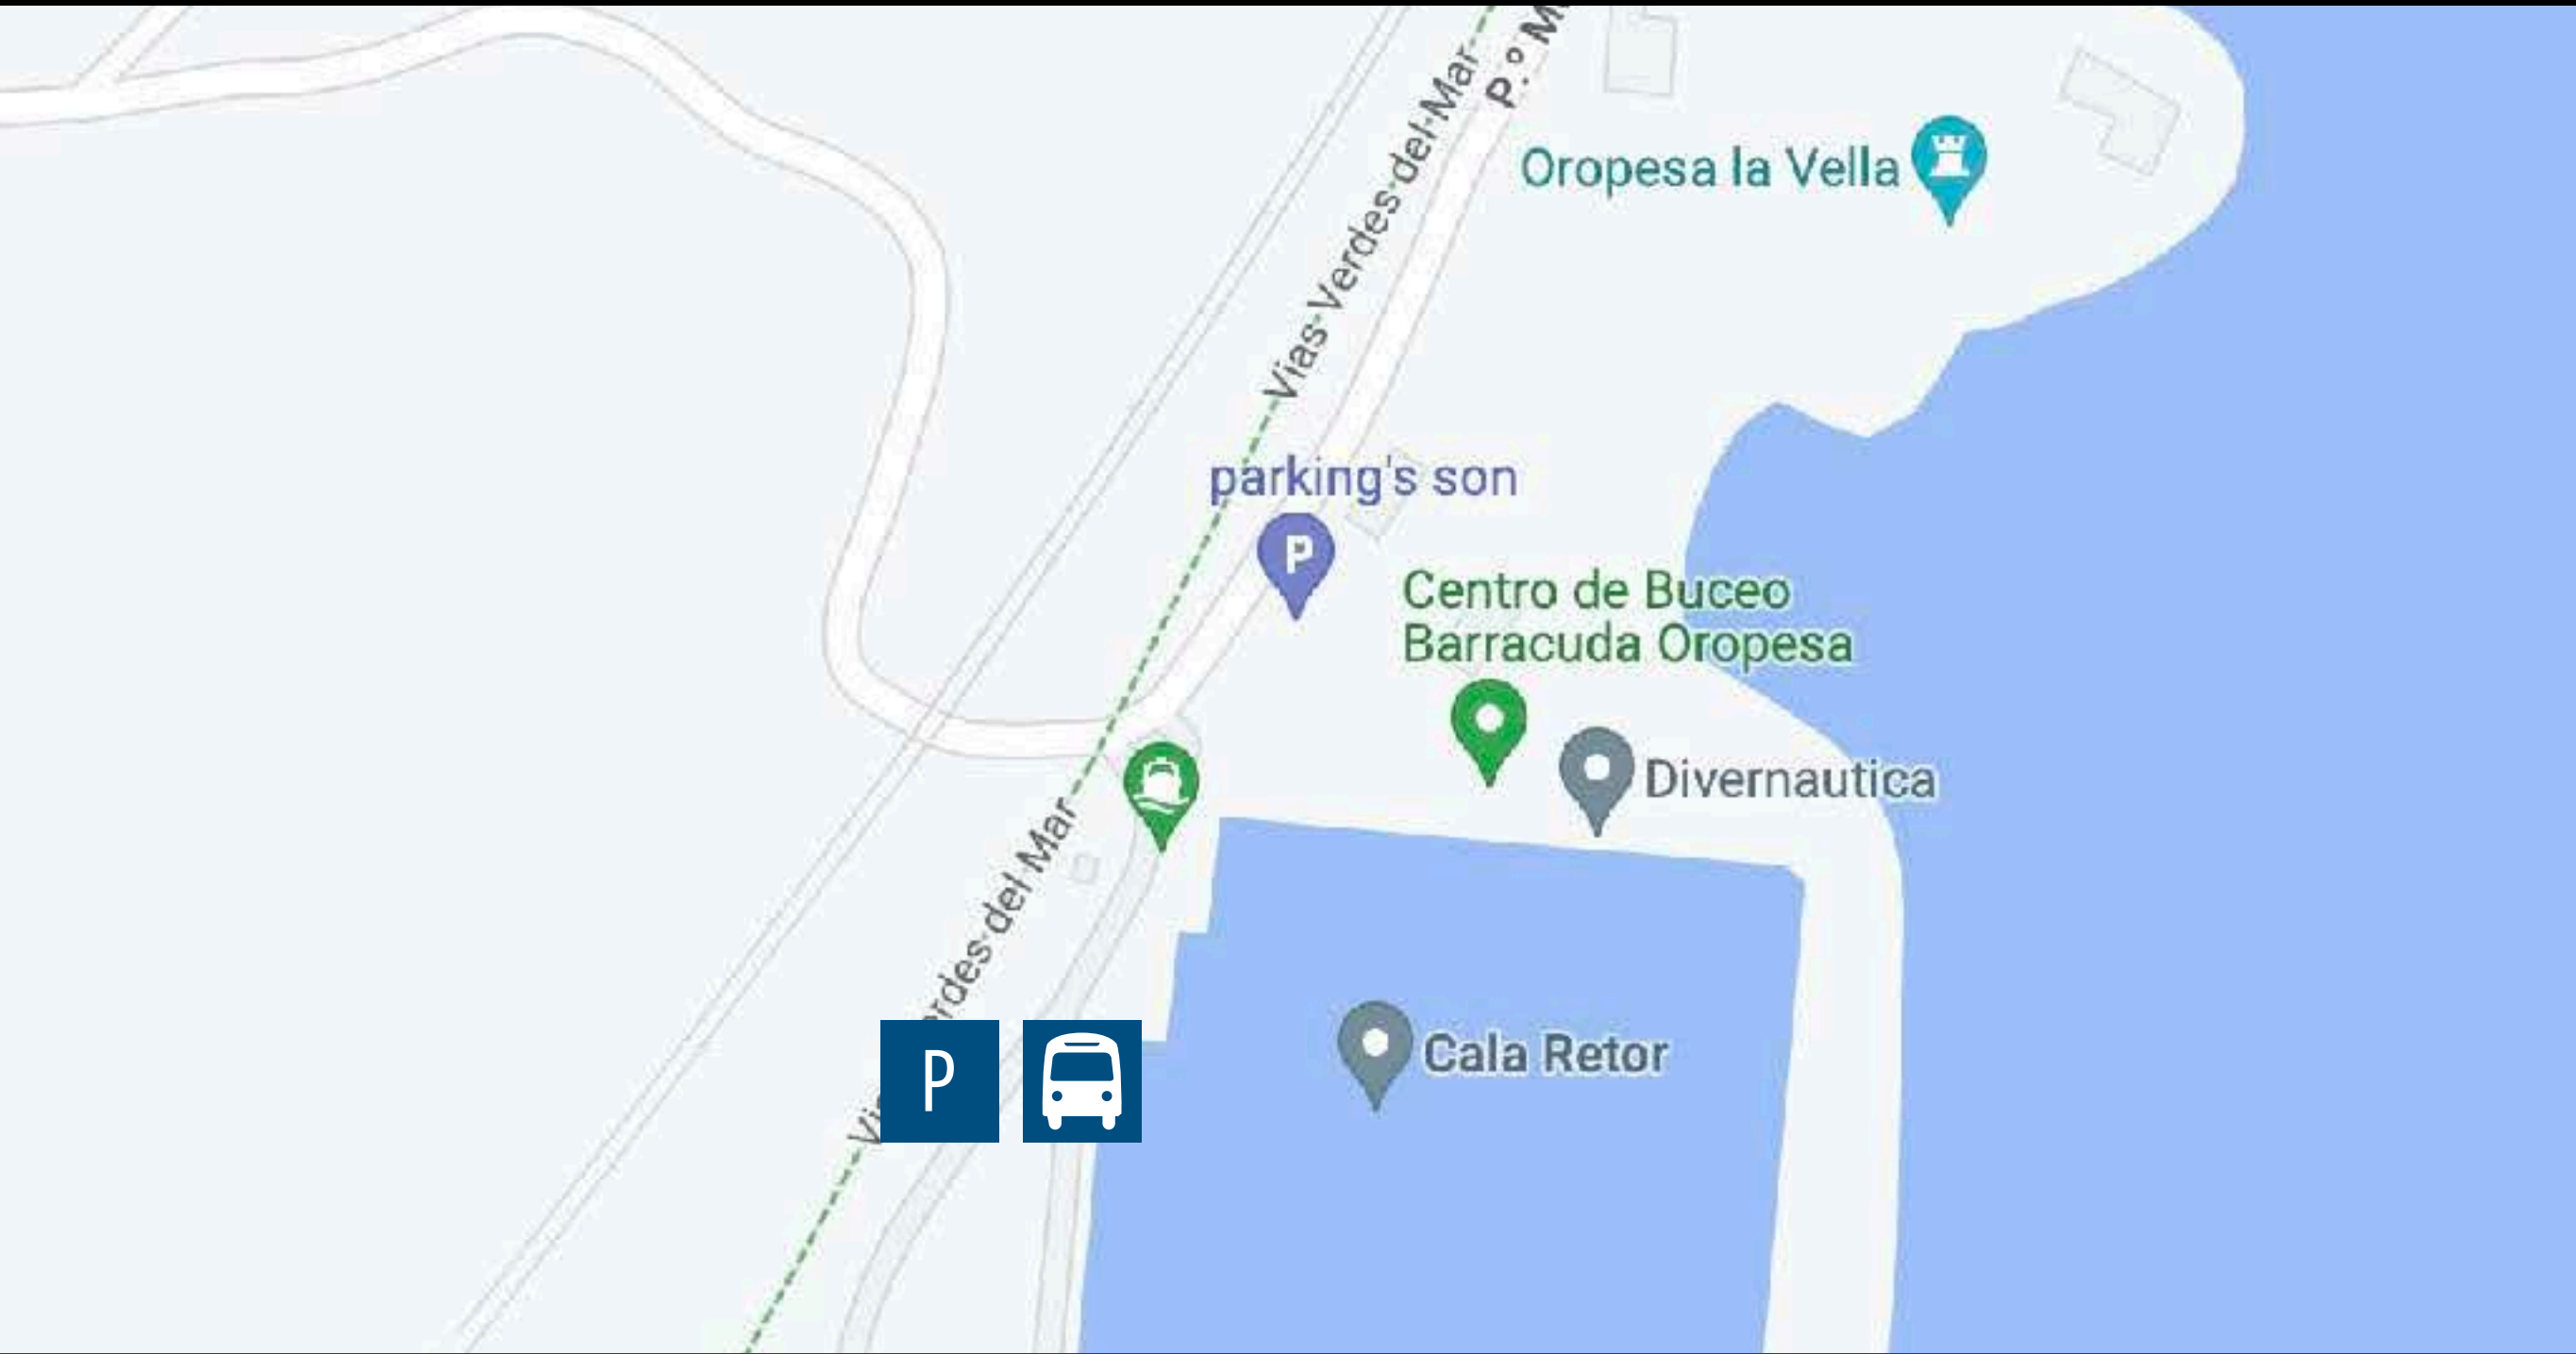 P.º M
Vias Verdes del Mar
Oropesa la Vella
parking's son
P
Centro de Buceo
Barracuda Oropesa
Divernautica
erdes del Mar
Cala Retor
P